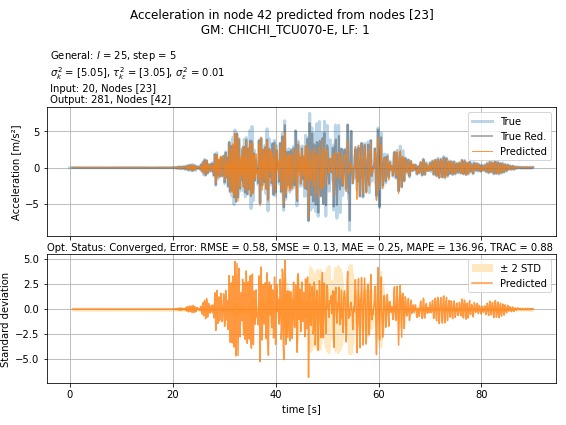 Acceleration in node 42 predicted from nodes [23]
GM: CHICHI_TCU070-E, LF: 1
General: l = 25, step = 5
σ²ₖ = [5.05], τ²ₖ = [3.05], σ²ε = 0.01
Input: 20, Nodes [23]
Output: 281, Nodes [42]
Acceleration [m/s²]
5
0
−5
True
True Red.
Predicted
Opt. Status: Converged, Error: RMSE = 0.58, SMSE = 0.13, MAE = 0.25, MAPE = 136.96, TRAC = 0.88
Standard deviation
5.0
2.5
0.0
−2.5
−5.0
± 2 STD
Predicted
0 20 40 60 80
time [s]